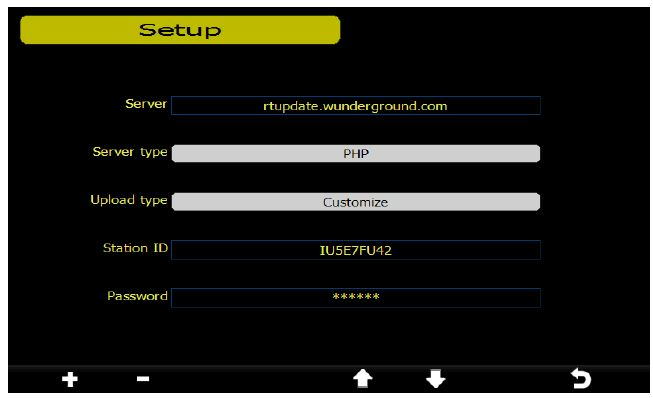 Setup
Server rtupdate.wunderground.com
Server type PHP
Upload type Customize
Station ID IU5E7FU42
Password ******